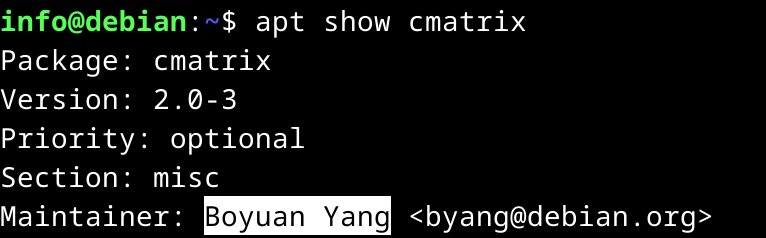 info@debian:~$ apt show cmatrix
Package: cmatrix
Version: 2.0-3
Priority: optional
Section: misc
Maintainer: Boyuan Yang <byang@debian.org>